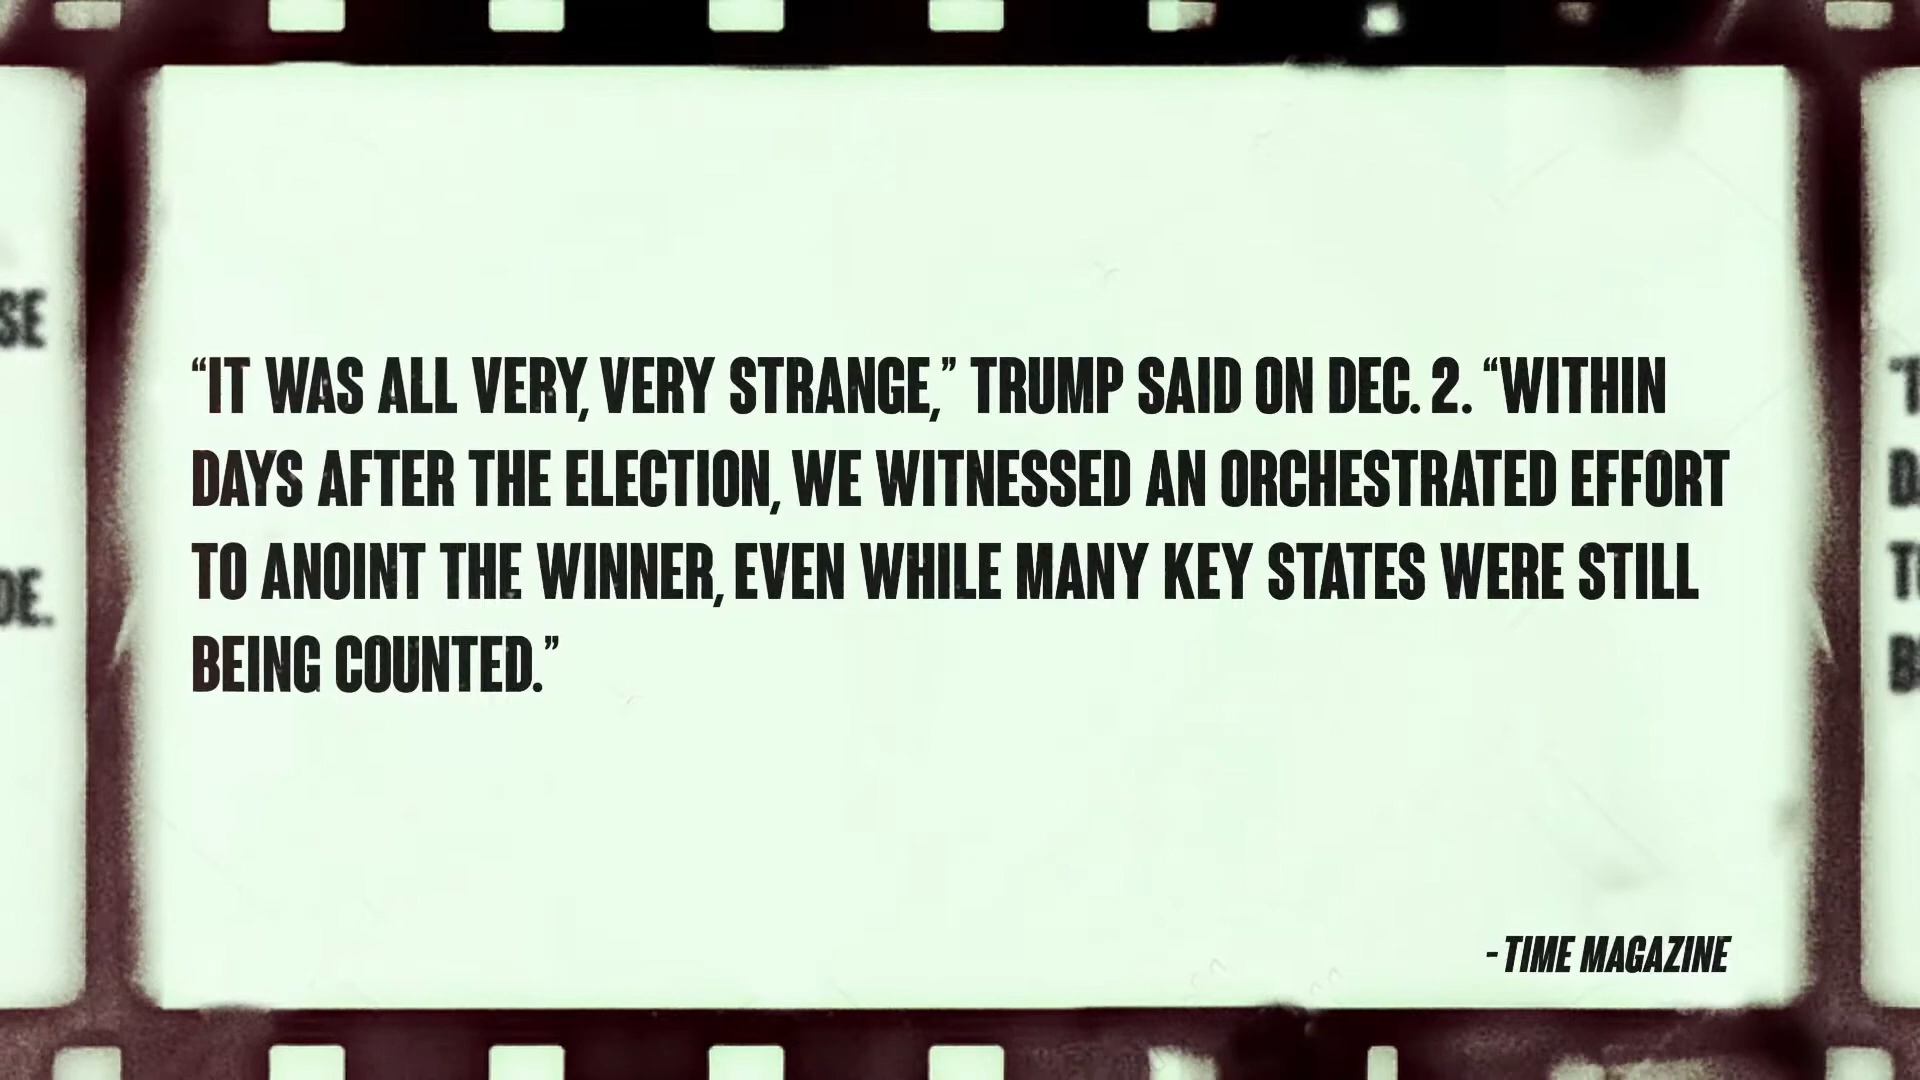 “IT WAS ALL VERY, VERY STRANGE,” TRUMP SAID ON DEC. 2. “WITHIN
DAYS AFTER THE ELECTION, WE WITNESSED AN ORCHESTRATED EFFORT
TO ANOINT THE WINNER, EVEN WHILE MANY KEY STATES WERE STILL
BEING COUNTED.”
- TIME MAGAZINE